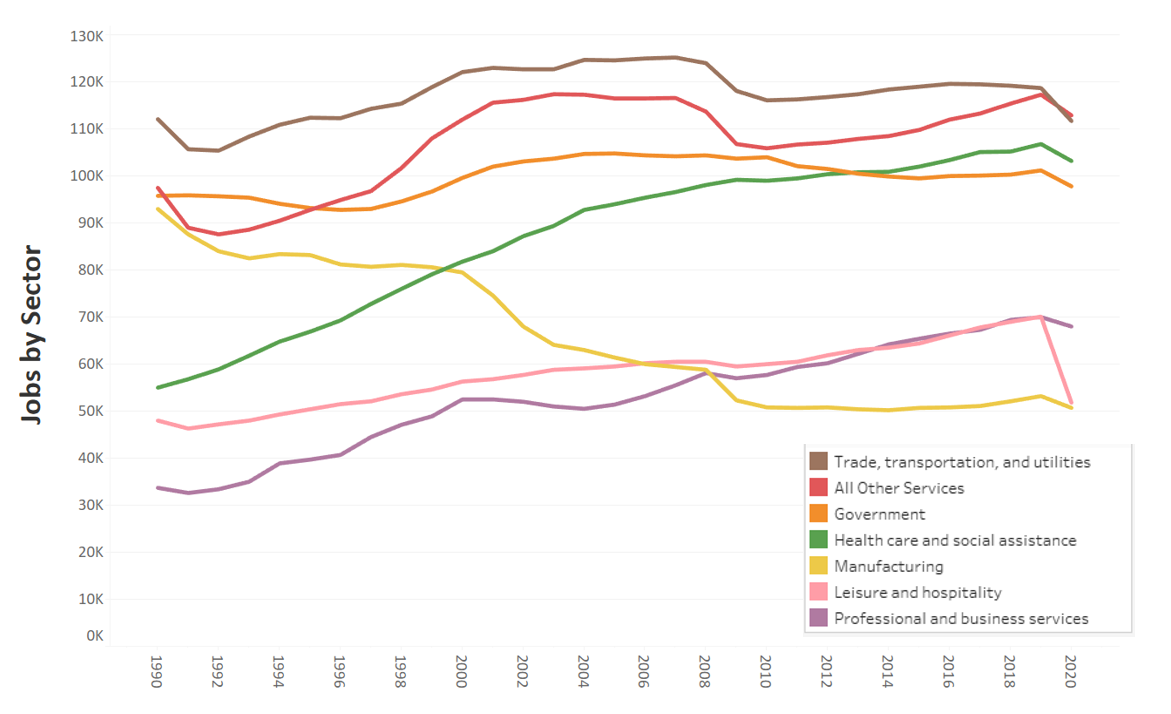 Jobs by Sector
130K
120K
110K
100K
90K
80K
70K
60K
50K
40K
30K
20K
10K
0K
Trade, transportation, and utilities
All Other Services
Government
Health care and social assistance
Manufacturing
Leisure and hospitality
Professional and business services
1990
1992
1994
1996
1998
2000
2002
2004
2006
2008
2010
2012
2014
2016
2018
2020